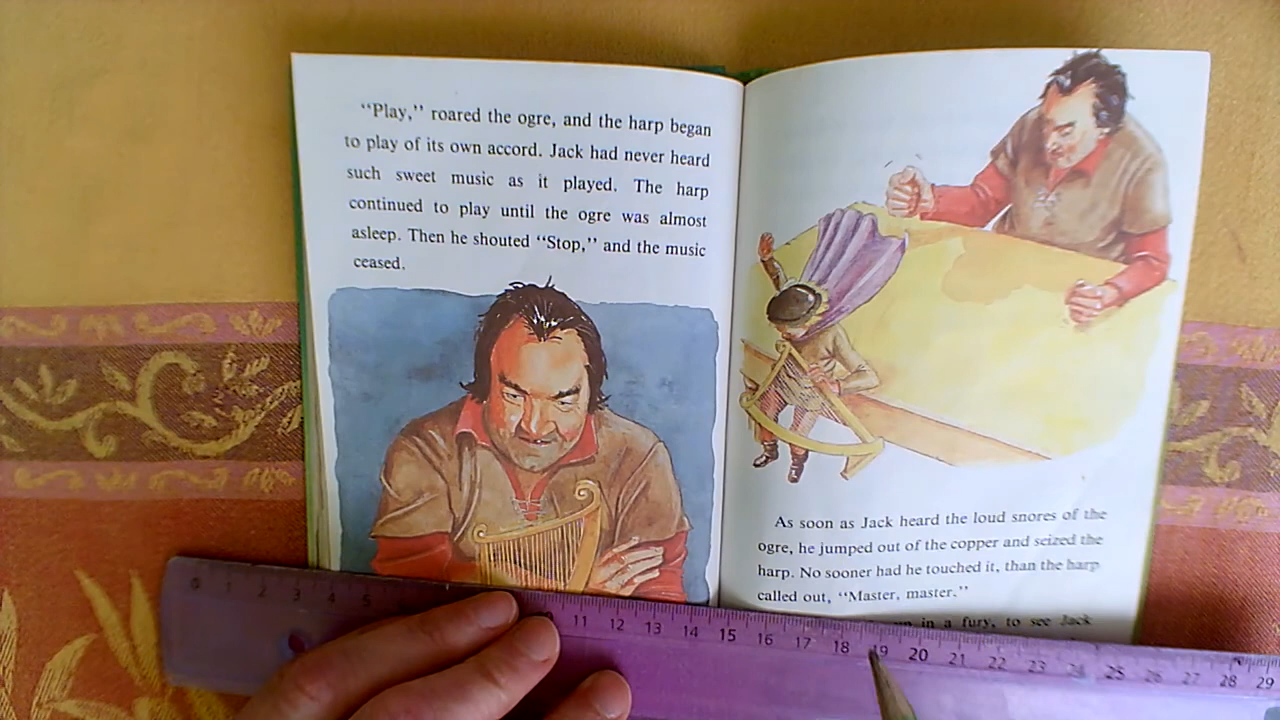 “Play,” roared the ogre, and the harp began
to play of its own accord. Jack had never heard
such sweet music as it played. The harp
continued to play until the ogre was almost
asleep. Then he shouted “Stop,” and the music
ceased.
As soon as Jack heard the loud snores of the
ogre, he jumped out of the copper and seized the
harp. No sooner had he touched it, than the harp
called out, “Master, master.”
in a fury, to see Jack
0 1 2 3 4 5 11 12 13 14 15 16 17 18 19 20 21 22 23 24 25 26 27 28 29